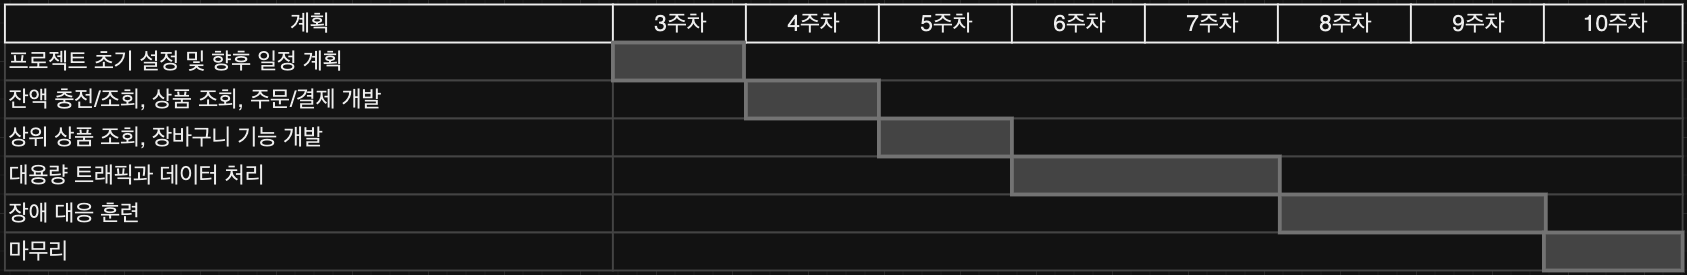 계획 3주차 4주차 5주차 6주차 7주차 8주차 9주차 10주차
프로젝트 초기 설정 및 향후 일정 계획
잔액 충전/조회, 상품 조회, 주문/결제 개발
상위 상품 조회, 장바구니 기능 개발
대용량 트래픽과 데이터 처리
장애 대응 훈련
마무리